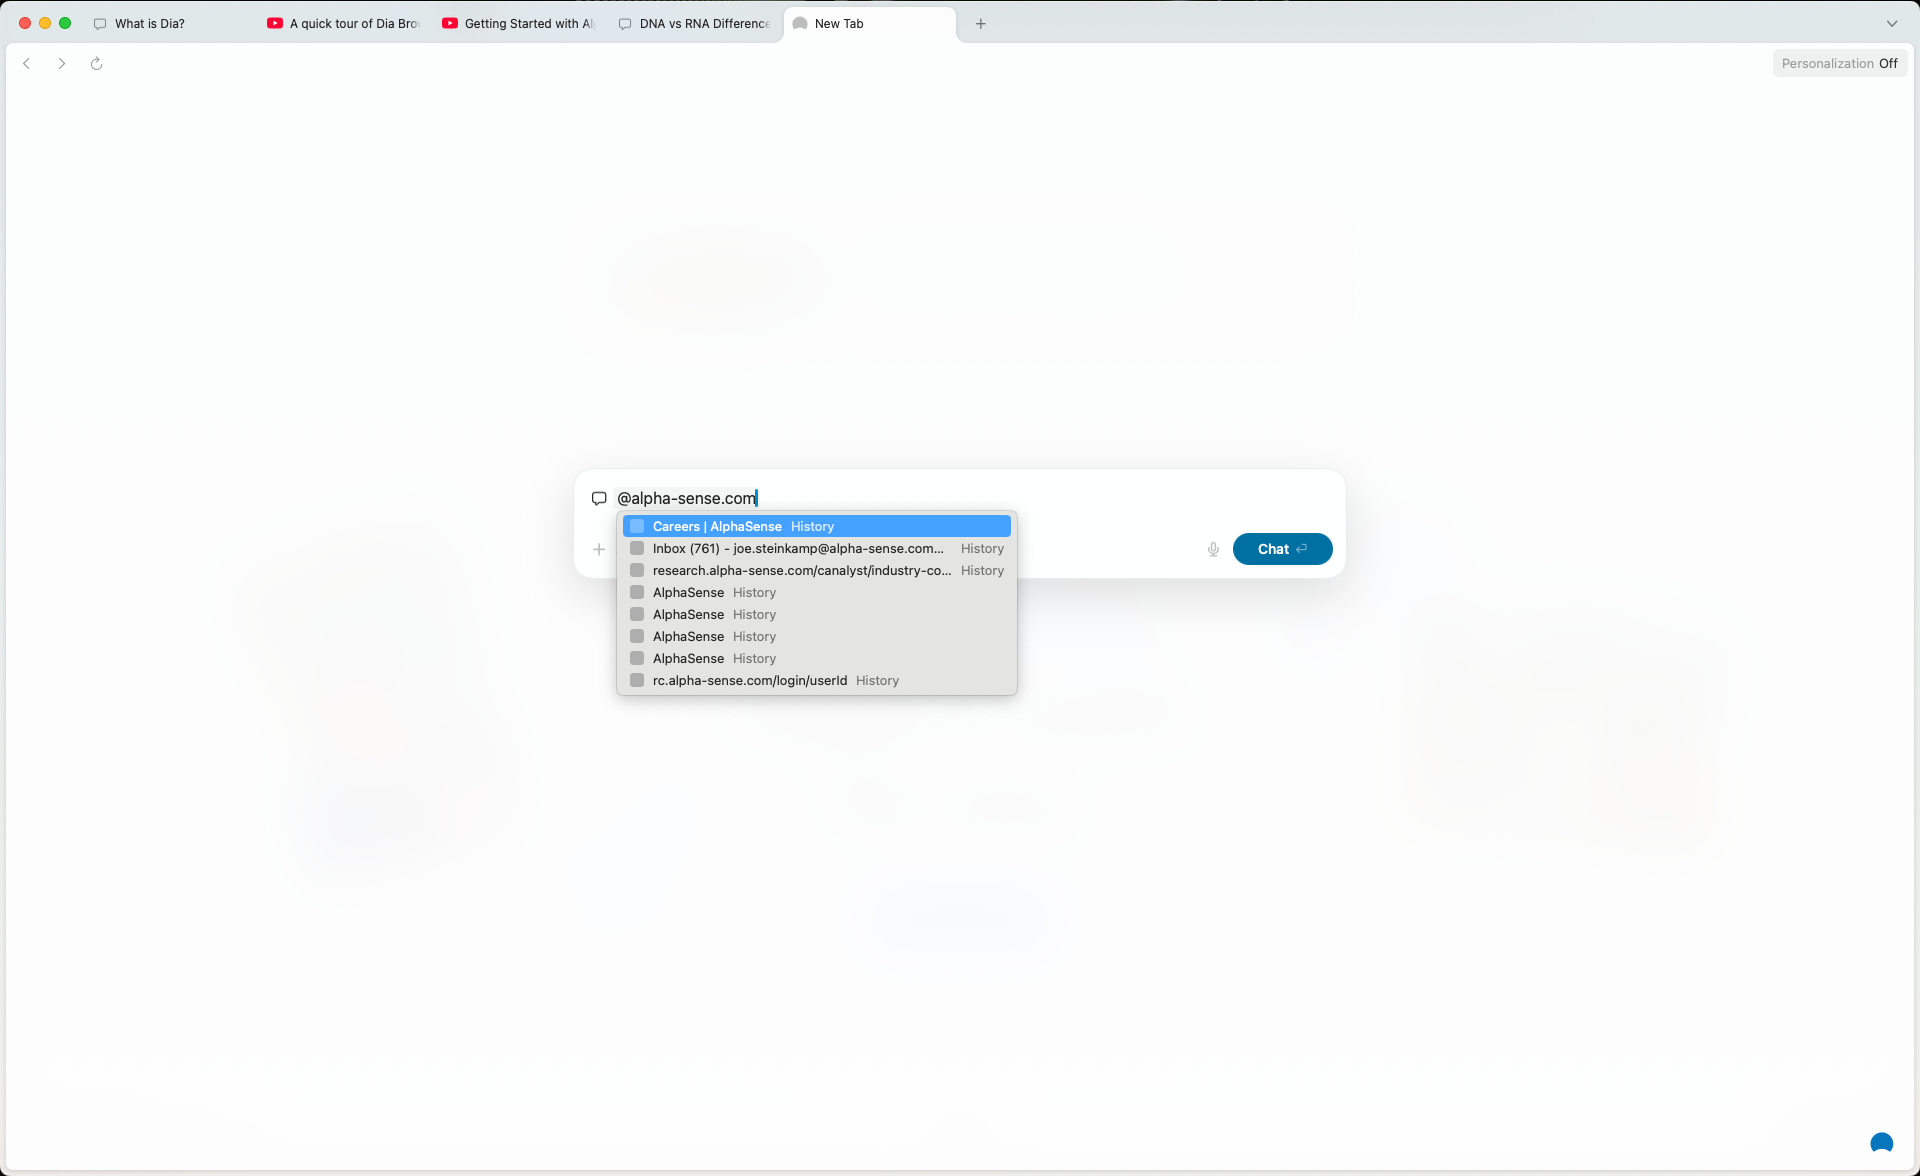 What is Dia?
A quick tour of Dia Bro
Getting Started with Al
DNA vs RNA Difference
New Tab
Personalization Off
@alpha-sense.com
Chat
Careers | AlphaSense History
Inbox (761) - joe.steinkamp@alpha-sense.com... History
research.alpha-sense.com/canalyst/industry-co... History
AlphaSense History
AlphaSense History
AlphaSense History
AlphaSense History
rc.alpha-sense.com/login/userId History